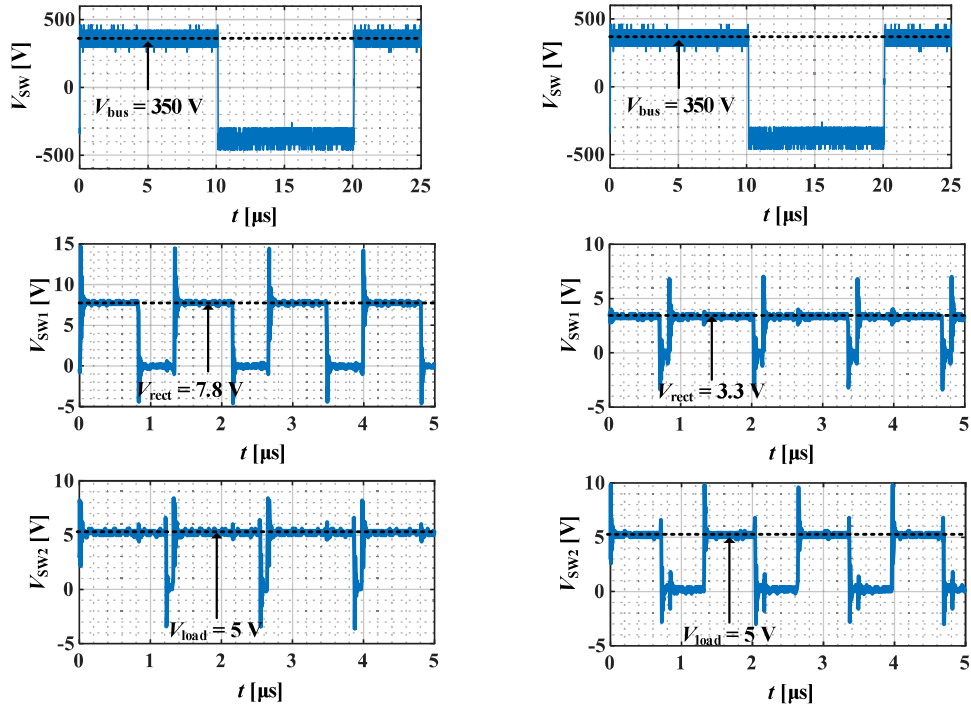 500
0
-500
V_SW [V]
V_bus = 350 V
0 5 10 15 20 25
t [μs]
500
0
-500
V_SW [V]
V_bus = 350 V
0 5 10 15 20 25
t [μs]
15
10
5
0
-5
V_SW1 [V]
V_rect = 7.8 V
0 1 2 3 4 5
t [μs]
10
5
0
-5
V_SW1 [V]
V_rect = 3.3 V
0 1 2 3 4 5
t [μs]
10
5
0
-5
V_SW2 [V]
V_load = 5 V
0 1 2 3 4 5
t [μs]
10
5
0
-5
V_SW2 [V]
V_load = 5 V
0 1 2 3 4 5
t [μs]